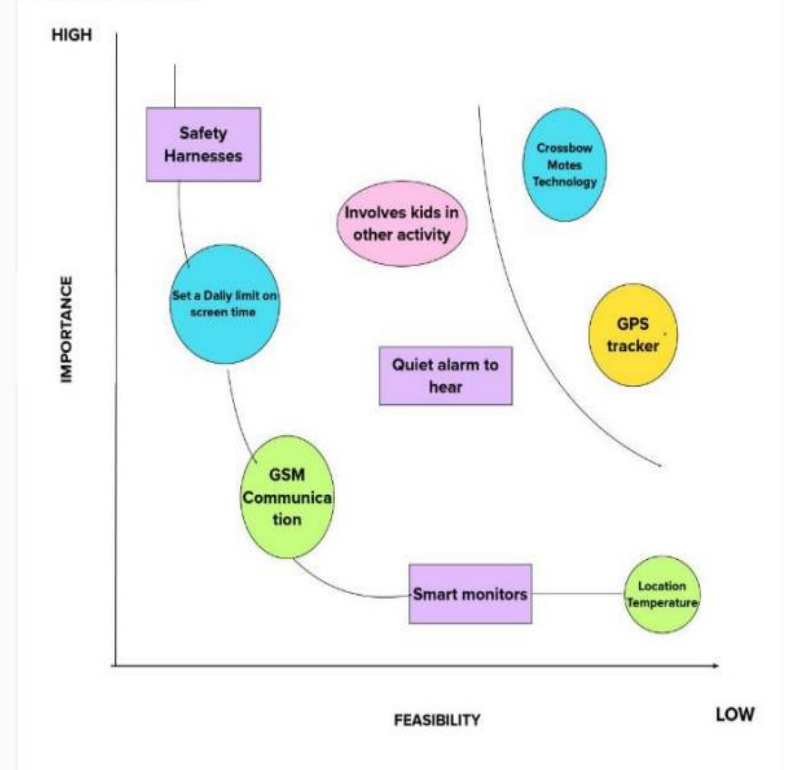 HIGH
Safety
Harnesses
Crossbow
Motes
Technology
Involves kids in
other activity
Set a Daily limit on
screen time
GPS
tracker
IMPORTANCE
Quiet alarm to
hear
GSM
Communica
tion
Smart monitors
Location
Temperature
FEASIBILITY
LOW